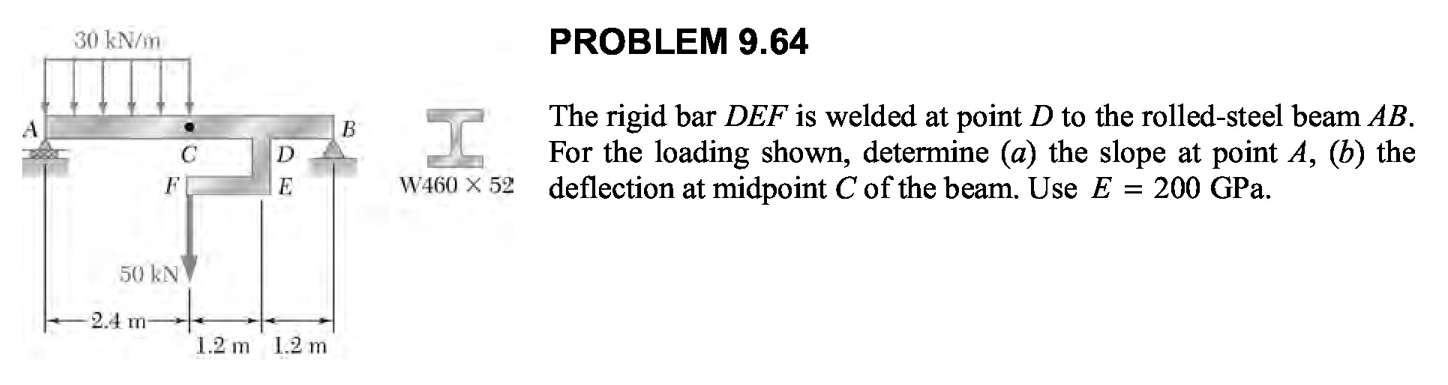 30 kN/m
A
B
C
D
F
E
W460 × 52
50 kN
2.4 m
1.2 m
1.2 m
PROBLEM 9.64
The rigid bar DEF is welded at point D to the rolled-steel beam AB.
For the loading shown, determine (a) the slope at point A, (b) the
deflection at midpoint C of the beam. Use E = 200 GPa.